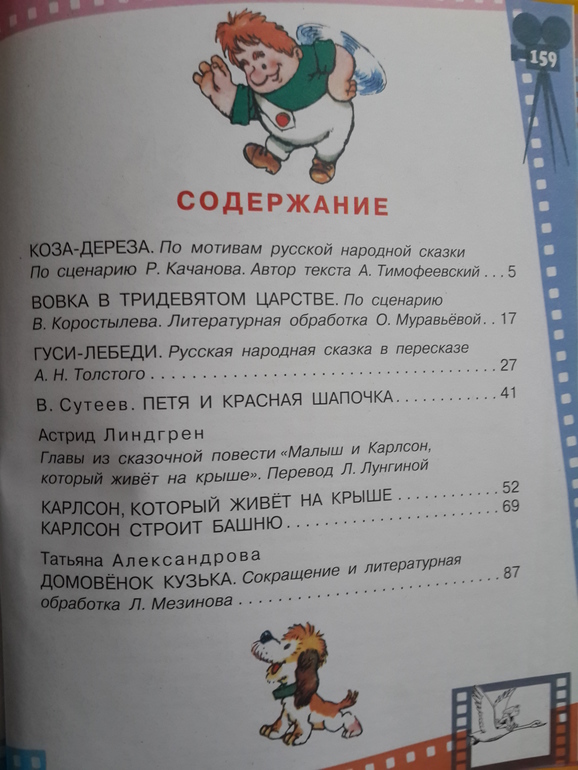 159
СОДЕРЖАНИЕ
КОЗА-ДЕРЕЗА. По мотивам русской народной сказки
По сценарию Р. Качанова. Автор текста А. Тимофеевский . . . 5
ВОВКА В ТРИДЕВЯТОМ ЦАРСТВЕ. По сценарию
В. Коростылева. Литературная обработка О. Муравьёвой. . 17
ГУСИ-ЛЕБЕДИ. Русская народная сказка в пересказе
А. Н. Толстого . . . . . . . . . . . . . . . . . . . . . . . . . . . . . . . . 27
В. Сутеев. ПЕТЯ И КРАСНАЯ ШАПОЧКА. . . . . . . . . . 41
Астрид Линдгрен
Главы из сказочной повести «Малыш и Карлсон,
который живёт на крыше». Перевод Л. Лунгиной
КАРЛСОН, КОТОРЫЙ ЖИВЁТ НА КРЫШЕ . . . . . . . . . . 52
КАРЛСОН СТРОИТ БАШНЮ. . . . . . . . . . . . . . . . . . . . 69
Татьяна Александрова
ДОМОВЁНОК КУЗЬКА. Сокращение и литературная
обработка Л. Мезинова . . . . . . . . . . . . . . . . . . . . . . . . 87